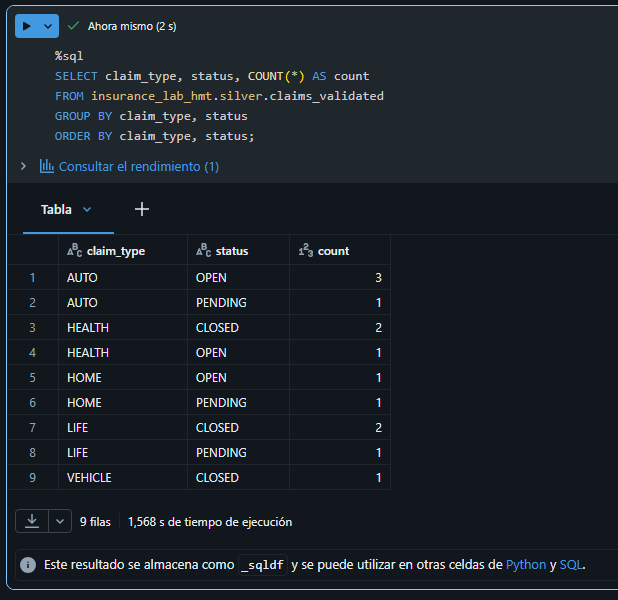 Ahora mismo (2 s)
%sql
SELECT claim_type, status, COUNT(*) AS count
FROM insurance_lab_hmt.silver.claims_validated
GROUP BY claim_type, status
ORDER BY claim_type, status;
Consultar el rendimiento (1)
Tabla
claim_type status count
1 AUTO OPEN 3
2 AUTO PENDING 1
3 HEALTH CLOSED 2
4 HEALTH OPEN 1
5 HOME OPEN 1
6 HOME PENDING 1
7 LIFE CLOSED 2
8 LIFE PENDING 1
9 VEHICLE CLOSED 1
9 filas 1,568 s de tiempo de ejecución
Este resultado se almacena como _sqldf y se puede utilizar en otras celdas de Python y SQL.